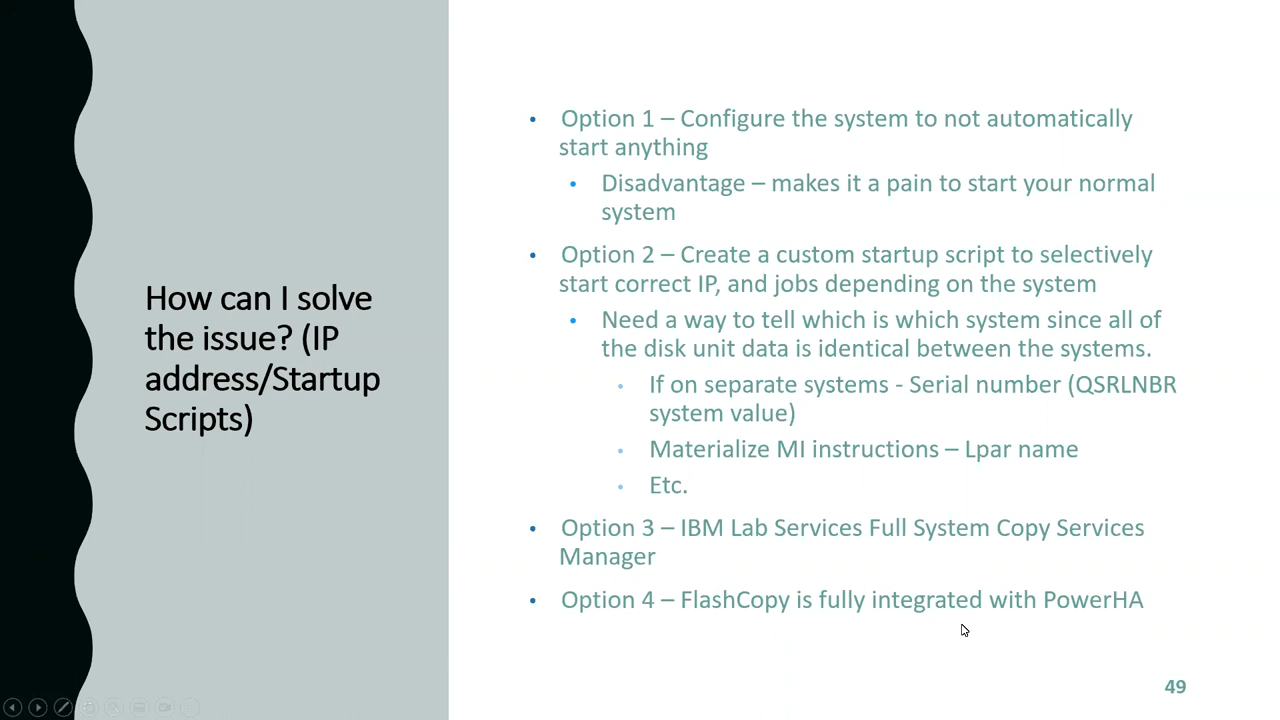 How can I solve
the issue? (IP
address/Startup
Scripts)
• Option 1 – Configure the system to not automatically
start anything
• Disadvantage – makes it a pain to start your normal
system
• Option 2 – Create a custom startup script to selectively
start correct IP, and jobs depending on the system
• Need a way to tell which is which system since all of
the disk unit data is identical between the systems.
• If on separate systems - Serial number (QSRLNBR
system value)
• Materialize MI instructions – Lpar name
• Etc.
• Option 3 – IBM Lab Services Full System Copy Services
Manager
• Option 4 – FlashCopy is fully integrated with PowerHA
49